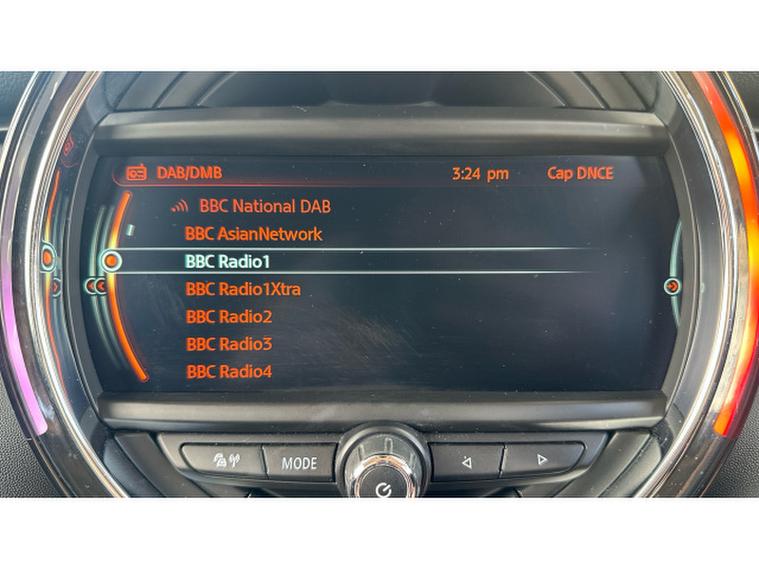 DAB/DMB 3:24 pm Cap DNCE
BBC National DAB
BBC AsianNetwork
BBC Radio1
BBC Radio1Xtra
BBC Radio2
BBC Radio3
BBC Radio4
MODE